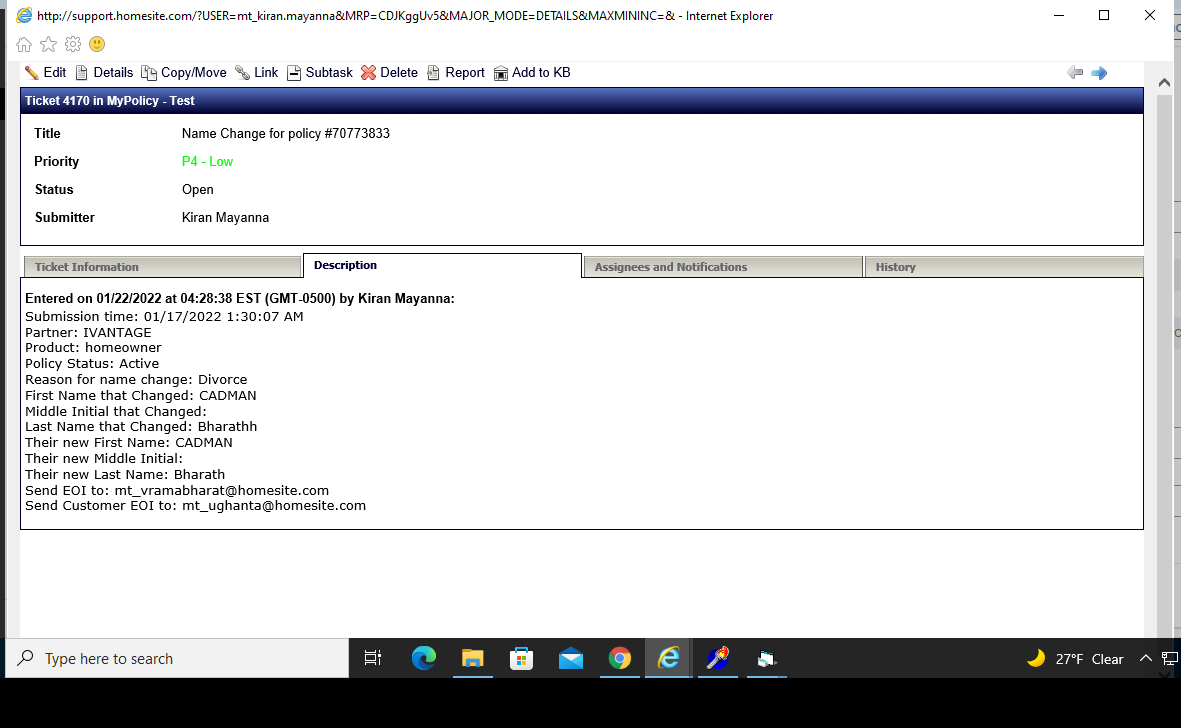 http://support.homesite.com/?USER=mt_kiran.mayanna&MRP=CDJKggUv5&MAJOR_MODE=DETAILS&MAXMININC=& - Internet Explorer
Edit Details Copy/Move Link Subtask Delete Report Add to KB
Ticket 4170 in MyPolicy - Test
Title Name Change for policy #70773833
Priority P4 - Low
Status Open
Submitter Kiran Mayanna
Ticket Information Description Assignees and Notifications History
Entered on 01/22/2022 at 04:28:38 EST (GMT-0500) by Kiran Mayanna:
Submission time: 01/17/2022 1:30:07 AM
Partner: IVANTAGE
Product: homeowner
Policy Status: Active
Reason for name change: Divorce
First Name that Changed: CADMAN
Middle Initial that Changed:
Last Name that Changed: Bharathh
Their new First Name: CADMAN
Their new Middle Initial:
Their new Last Name: Bharath
Send EOI to: mt_vramabharat@homesite.com
Send Customer EOI to: mt_ughanta@homesite.com
Type here to search
27°F Clear